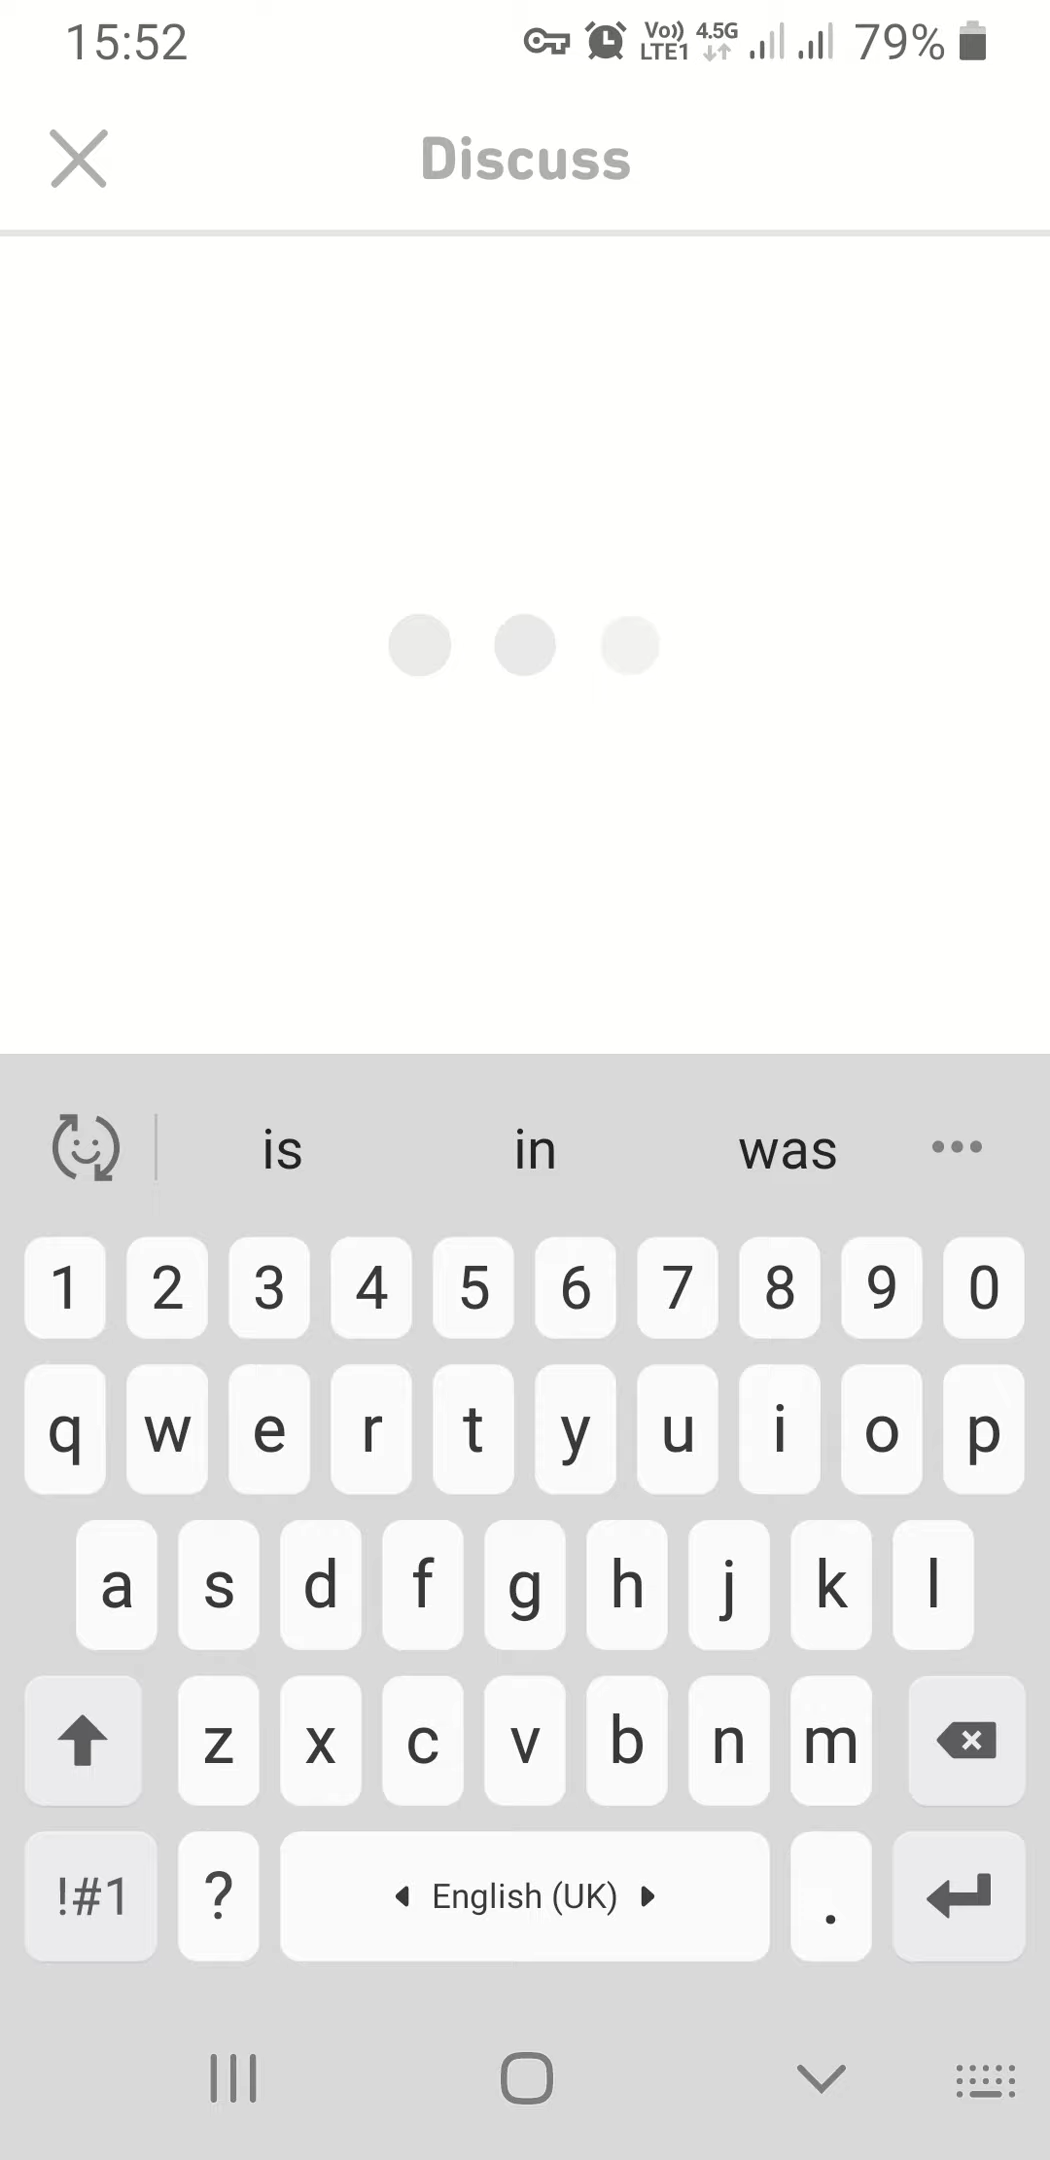 15:52 Vo)) LTE1 4.5G 79%
Discuss
is in was
1 2 3 4 5 6 7 8 9 0
q w e r t y u i o p
a s d f g h j k l
z x c v b n m
!#1 ? English (UK) .